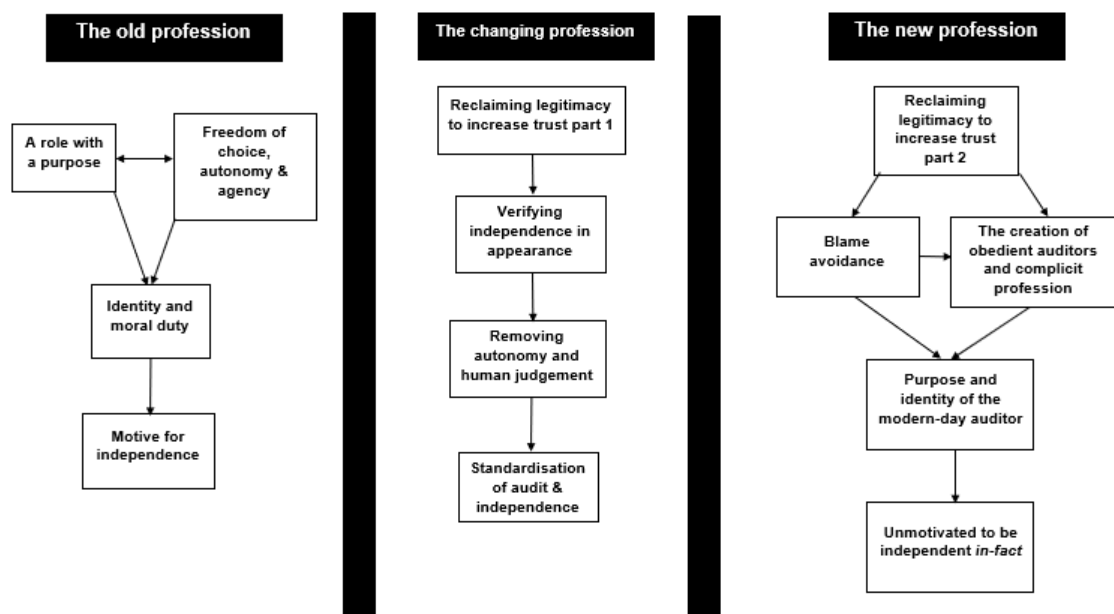 The old profession
A role with
a purpose
Freedom of
choice,
autonomy &
agency
Identity and
moral duty
Motive for
independence
The changing profession
Reclaiming legitimacy
to increase trust part 1
Verifying
independence in
appearance
Removing
autonomy and
human judgement
Standardisation
of audit &
independence
The new profession
Reclaiming
legitimacy to
increase trust
part 2
Blame
avoidance
The creation of
obedient auditors
and complicit
profession
Purpose and
identity of the
modern-day auditor
Unmotivated to be
independent in-fact